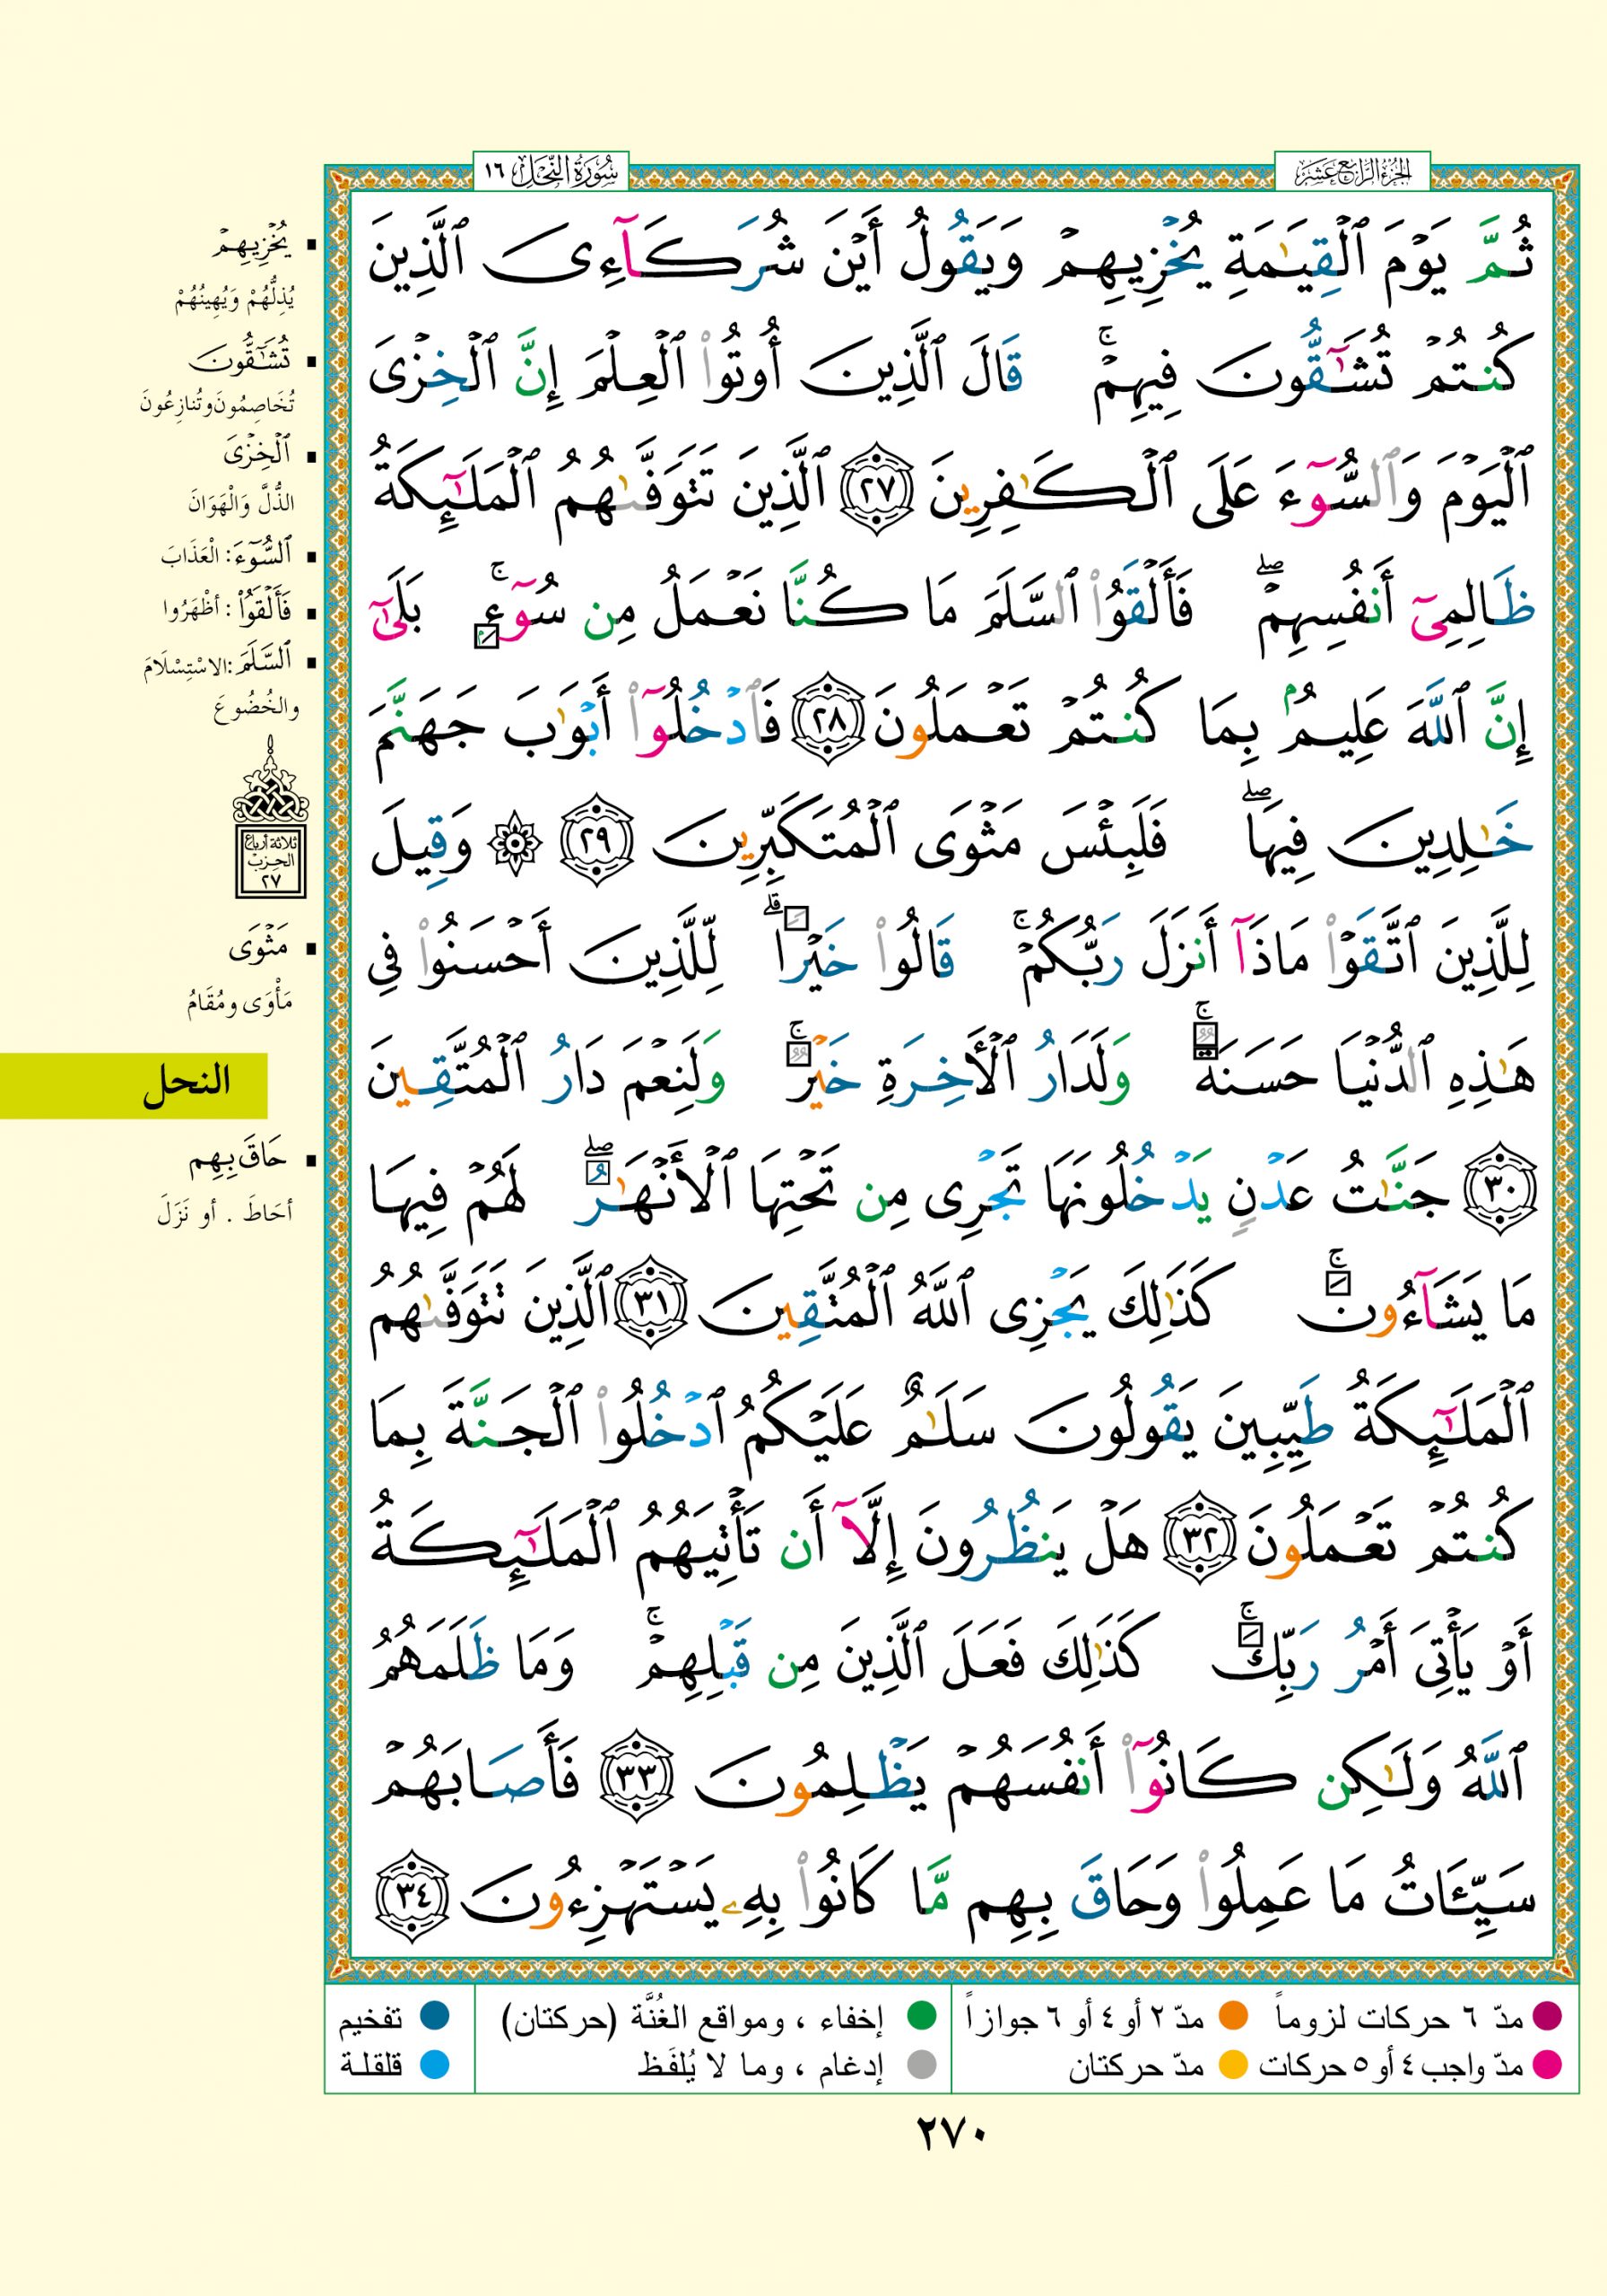 الجزء الرابع عشر
سورة النحل ١٦
ثُمَّ يَوْمَ ٱلْقِيَٰمَةِ يُخْزِيهِمْ وَيَقُولُ أَيْنَ شُرَكَآءِىَ ٱلَّذِينَ
كُنتُمْ تُشَٰٓقُّونَ فِيهِمْ ۚ قَالَ ٱلَّذِينَ أُوتُوا۟ ٱلْعِلْمَ إِنَّ ٱلْخِزْىَ
ٱلْيَوْمَ وَٱلسُّوٓءَ عَلَى ٱلْكَٰفِرِينَ ٢٧ ٱلَّذِينَ تَتَوَفَّىٰهُمُ ٱلْمَلَٰٓئِكَةُ
ظَالِمِىٓ أَنفُسِهِمْ ۖ فَأَلْقَوُا۟ ٱلسَّلَمَ مَا كُنَّا نَعْمَلُ مِن سُوٓءٍۭ ۚ بَلَىٰٓ
إِنَّ ٱللَّهَ عَلِيمٌۢ بِمَا كُنتُمْ تَعْمَلُونَ ٢٨ فَٱدْخُلُوٓا۟ أَبْوَٰبَ جَهَنَّمَ
خَٰلِدِينَ فِيهَا ۖ فَلَبِئْسَ مَثْوَى ٱلْمُتَكَبِّرِينَ ٢٩ ۞ وَقِيلَ
لِلَّذِينَ ٱتَّقَوْا۟ مَاذَآ أَنزَلَ رَبُّكُمْ ۚ قَالُوا۟ خَيْرًا ۗ لِّلَّذِينَ أَحْسَنُوا۟ فِى
هَٰذِهِ ٱلدُّنْيَا حَسَنَةٌ ۚ وَلَدَارُ ٱلْءَاخِرَةِ خَيْرٌ ۚ وَلَنِعْمَ دَارُ ٱلْمُتَّقِينَ
٣٠ جَنَّٰتُ عَدْنٍ يَدْخُلُونَهَا تَجْرِى مِن تَحْتِهَا ٱلْأَنْهَٰرُ ۖ لَهُمْ فِيهَا
مَا يَشَآءُونَ ۚ كَذَٰلِكَ يَجْزِى ٱللَّهُ ٱلْمُتَّقِينَ ٣١ ٱلَّذِينَ تَتَوَفَّىٰهُمُ
ٱلْمَلَٰٓئِكَةُ طَيِّبِينَ يَقُولُونَ سَلَٰمٌ عَلَيْكُمُ ٱدْخُلُوا۟ ٱلْجَنَّةَ بِمَا
كُنتُمْ تَعْمَلُونَ ٣٢ هَلْ يَنظُرُونَ إِلَّآ أَن تَأْتِيَهُمُ ٱلْمَلَٰٓئِكَةُ
أَوْ يَأْتِىَ أَمْرُ رَبِّكَ ۚ كَذَٰلِكَ فَعَلَ ٱلَّذِينَ مِن قَبْلِهِمْ ۚ وَمَا ظَلَمَهُمُ
ٱللَّهُ وَلَٰكِن كَانُوٓا۟ أَنفُسَهُمْ يَظْلِمُونَ ٣٣ فَأَصَابَهُمْ
سَيِّـَٔاتُ مَا عَمِلُوا۟ وَحَاقَ بِهِم مَّا كَانُوا۟ بِهِۦ يَسْتَهْزِءُونَ ٣٤
يُخْزِيهِمْ
يُذِلُّهُمْ وَيُهِينُهُمْ
تُشَٰٓقُّونَ
تُخَاصِمُونَ وتُنازِعُونَ
ٱلْخِزْىَ
الذُّلَّ وَالْهَوَانَ
ٱلسُّوٓءَ: الْعَذَابَ
فَأَلْقَوُا۟: أظْهَرُوا
ٱلسَّلَمَ: الاسْتِسْلَامَ
والخُضُوعَ
ثلاثة أرباع
الحزب
٢٧
مَثْوَى
مَأْوَى ومُقَامُ
النحل
حَاقَ بِهِم
أحَاطَ . أو نَزَلَ
مدّ ٦ حركات لزوماً
مدّ ٢ أو ٤ أو ٦ جوازاً
إخفاء ، ومواقع الغُنَّة (حركتان)
تفخيم
مدّ واجب ٤ أو ٥ حركات
مدّ حركتان
إدغام ، وما لا يُلفَظ
قلقلة
٢٧٠